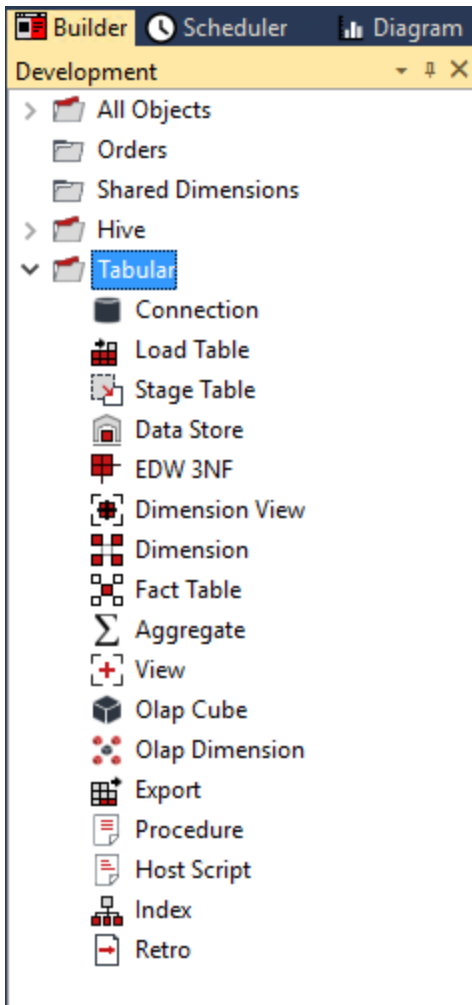 Builder Scheduler Diagram
Development
All Objects
Orders
Shared Dimensions
Hive
Tabular
Connection
Load Table
Stage Table
Data Store
EDW 3NF
Dimension View
Dimension
Fact Table
Aggregate
View
Olap Cube
Olap Dimension
Export
Procedure
Host Script
Index
Retro